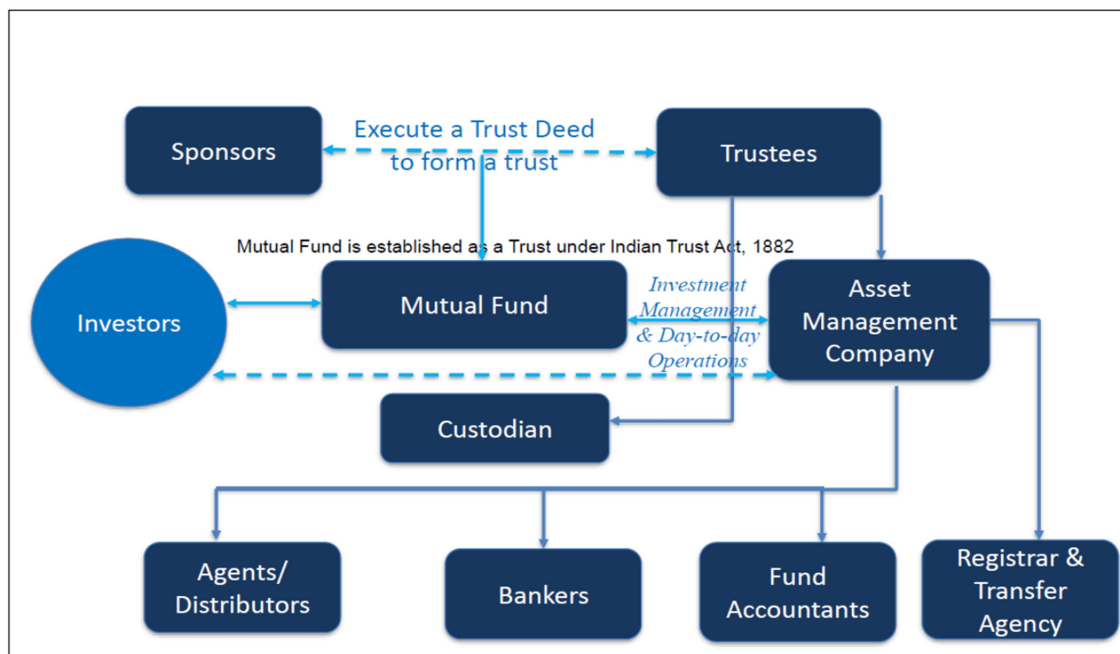 Sponsors
Execute a Trust Deed
to form a trust
Trustees
Mutual Fund is established as a Trust under Indian Trust Act, 1882
Investors
Mutual Fund
Investment
Management
& Day-to-day
Operations
Asset
Management
Company
Custodian
Agents/
Distributors
Bankers
Fund
Accountants
Registrar &
Transfer
Agency